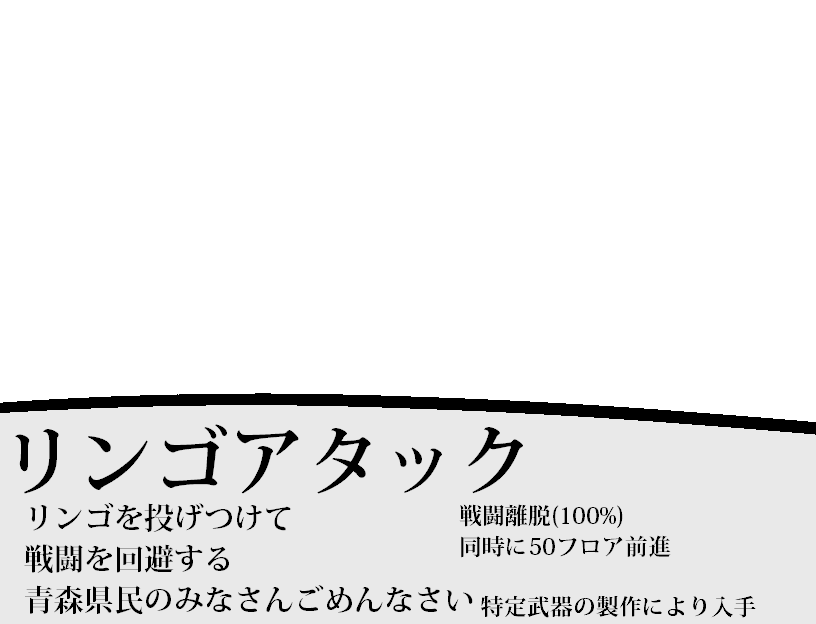 リンゴアタック
リンゴを投げつけて
戦闘を回避する
青森県民のみなさんごめんなさい
戦闘離脱(100%)
同時に50フロア前進
特定武器の製作により入手